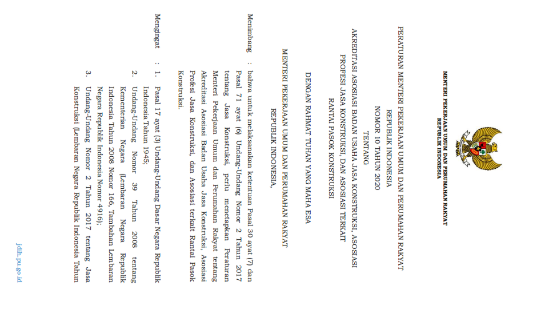 MENTERI PEKERJAAN UMUM DAN PERUMAHAN RAKYAT
REPUBLIK INDONESIA
PERATURAN MENTERI PEKERJAAN UMUM DAN PERUMAHAN RAKYAT
REPUBLIK INDONESIA
NOMOR 10 TAHUN 2020
TENTANG
AKREDITASI ASOSIASI BADAN USAHA JASA KONSTRUKSI, ASOSIASI
PROFESI JASA KONSTRUKSI, DAN ASOSIASI TERKAIT
RANTAI PASOK KONSTRUKSI
DENGAN RAHMAT TUHAN YANG MAHA ESA
MENTERI PEKERJAAN UMUM DAN PERUMAHAN RAKYAT
REPUBLIK INDONESIA,
Menimbang : bahwa untuk melaksanakan ketentuan Pasal 30 ayat (7) dan
Pasal 71 ayat (6) Undang-Undang Nomor 2 Tahun 2017
tentang Jasa Konstruksi, perlu menetapkan Peraturan
Menteri Pekerjaan Umum dan Perumahan Rakyat tentang
Akreditasi Asosiasi Badan Usaha Jasa Konstruksi, Asosiasi
Profesi Jasa Konstruksi, dan Asosiasi terkait Rantai Pasok
Konstruksi.
Mengingat : 1. Pasal 17 ayat (3) Undang-Undang Dasar Negara Republik
Indonesia Tahun 1945;
2. Undang-Undang Nomor 39 Tahun 2008 tentang
Kementerian Negara (Lembaran Negara Republik
Indonesia Tahun 2008 Nomor 166, Tambahan Lembaran
Negara Republik Indonesia Nomor 4916);
3. Undang-Undang Nomor 2 Tahun 2017 tentang Jasa
Konstruksi (Lembaran Negara Republik Indonesia Tahun
jdih.pu.go.id